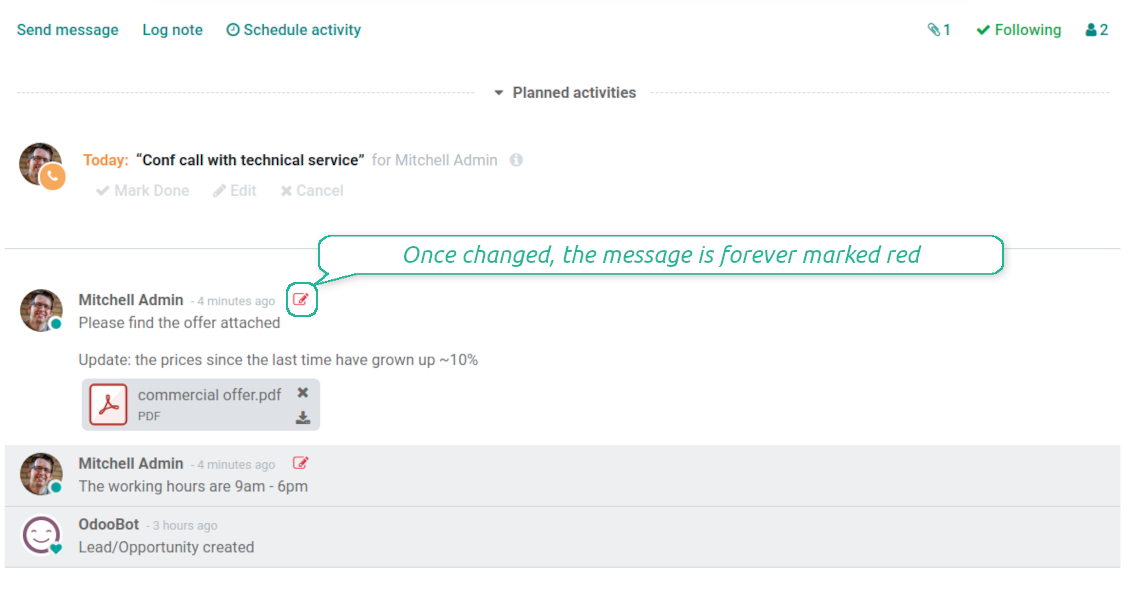 Send message Log note Schedule activity 1 Following 2
Planned activities
Today: “Conf call with technical service” for Mitchell Admin
Mark Done Edit Cancel
Once changed, the message is forever marked red
Mitchell Admin - 4 minutes ago
Please find the offer attached
Update: the prices since the last time have grown up ~10%
commercial offer.pdf
PDF
Mitchell Admin - 4 minutes ago
The working hours are 9am - 6pm
OdooBot - 3 hours ago
Lead/Opportunity created